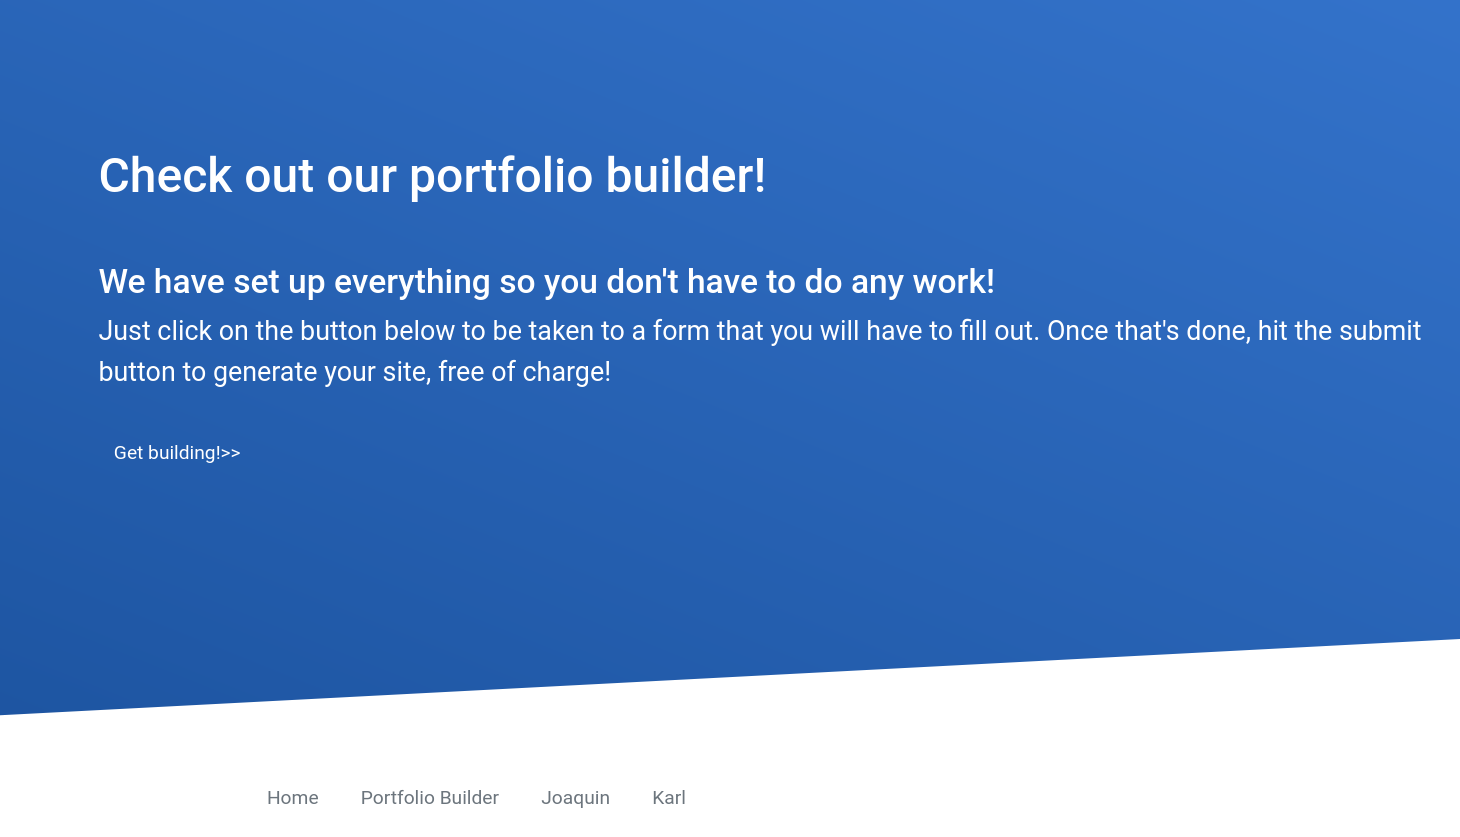 Check out our portfolio builder!
We have set up everything so you don't have to do any work!
Just click on the button below to be taken to a form that you will have to fill out. Once that's done, hit the submit
button to generate your site, free of charge!
Get building!>>
Home Portfolio Builder Joaquin Karl